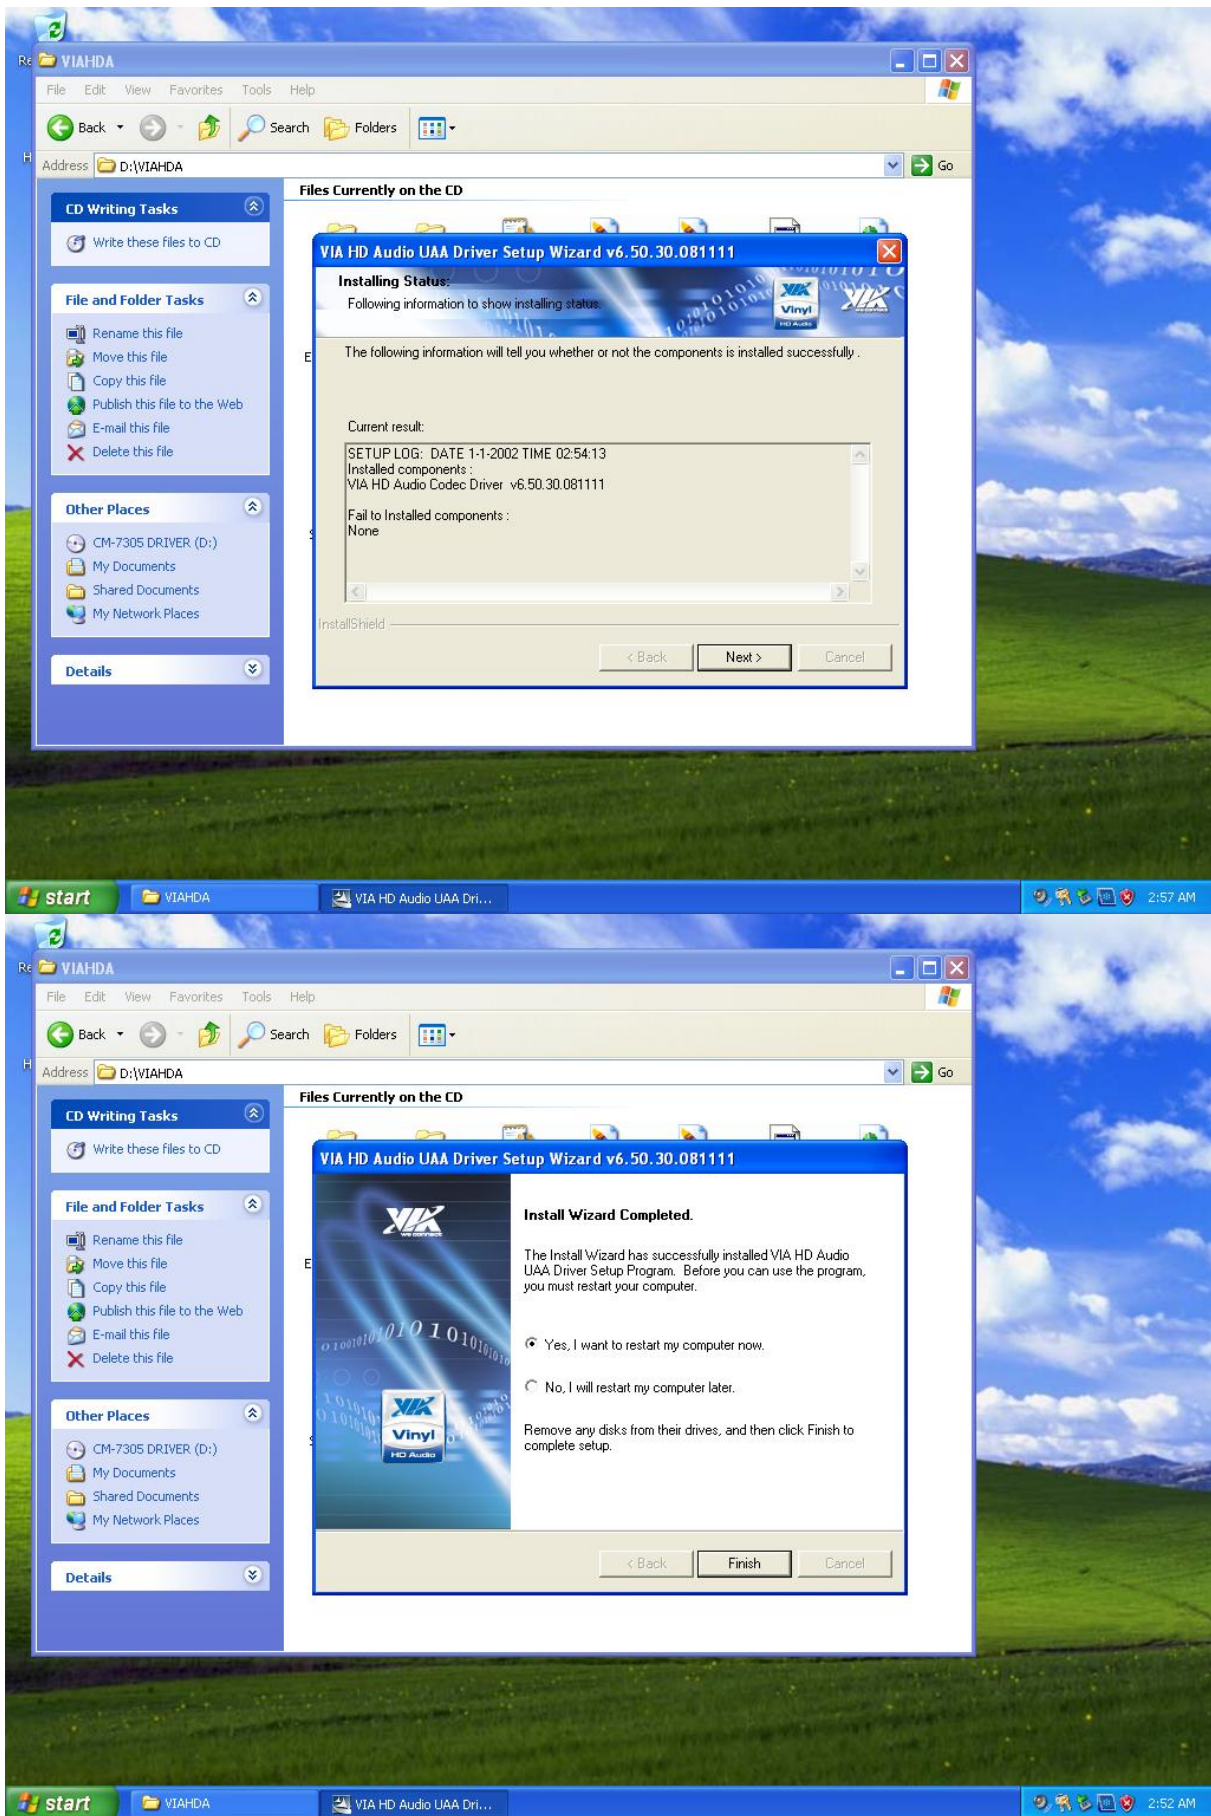 Re
VIAHDA
File Edit View Favorites Tools Help
Back Search Folders
H
Address D:\VIAHDA Go
Files Currently on the CD
CD Writing Tasks
Write these files to CD
File and Folder Tasks
Rename this file
Move this file
Copy this file
Publish this file to the Web
E-mail this file
Delete this file
Other Places
CM-7305 DRIVER (D:)
My Documents
Shared Documents
My Network Places
Details
E
VIA HD Audio UAA Driver Setup Wizard v6.50.30.081111
Installing Status:
Following information to show installing status.
VIA
Vinyl
HD Audio
VIA
we connect
The following information will tell you whether or not the components is installed successfully .
Current result:
SETUP LOG: DATE 1-1-2002 TIME 02:54:13
Installed components :
VIA HD Audio Codec Driver v6.50.30.081111
Fail to Installed components :
None
InstallShield
< Back Next > Cancel
start VIAHDA VIA HD Audio UAA Dri... 2:57 AM
Re
VIAHDA
File Edit View Favorites Tools Help
Back Search Folders
H
Address D:\VIAHDA Go
Files Currently on the CD
CD Writing Tasks
Write these files to CD
File and Folder Tasks
Rename this file
Move this file
Copy this file
Publish this file to the Web
E-mail this file
Delete this file
Other Places
CM-7305 DRIVER (D:)
My Documents
Shared Documents
My Network Places
Details
E
VIA HD Audio UAA Driver Setup Wizard v6.50.30.081111
VIA
we connect
VIA
Vinyl
HD Audio
Install Wizard Completed.
The Install Wizard has successfully installed VIA HD Audio
UAA Driver Setup Program. Before you can use the program,
you must restart your computer.
Yes, I want to restart my computer now.
No, I will restart my computer later.
Remove any disks from their drives, and then click Finish to
complete setup.
< Back Finish Cancel
start VIAHDA VIA HD Audio UAA Dri... 2:52 AM